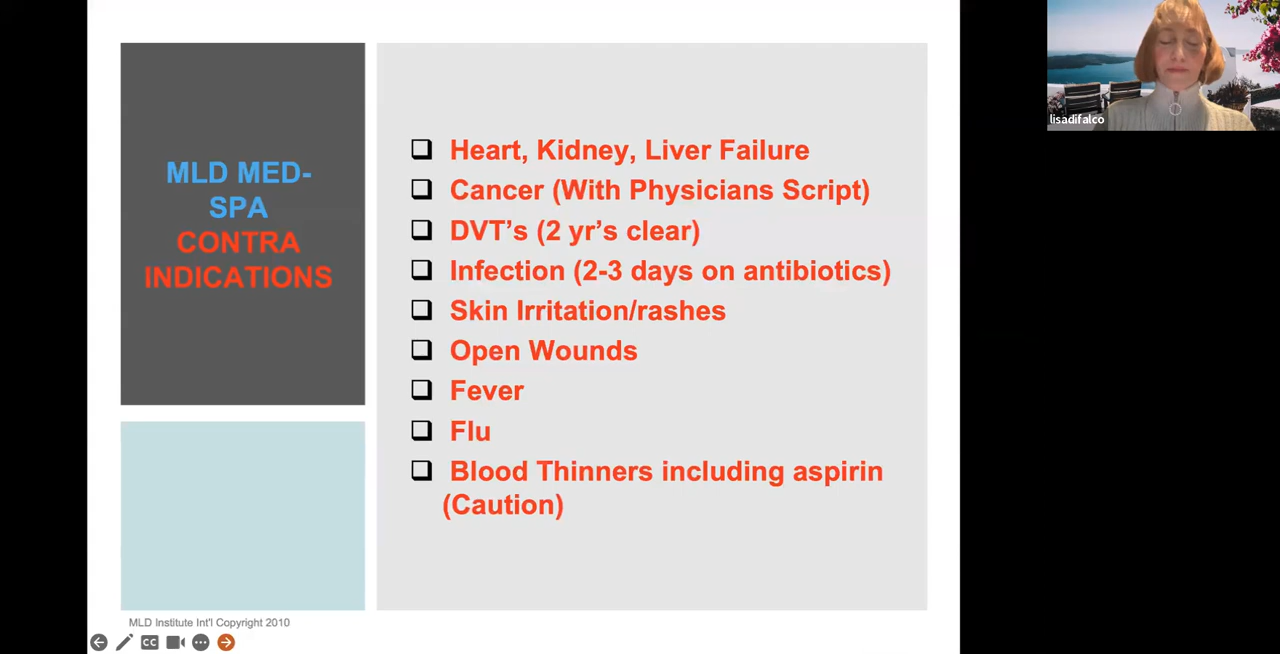 MLD MED-
SPA
CONTRA
INDICATIONS
❑ Heart, Kidney, Liver Failure
❑ Cancer (With Physicians Script)
❑ DVT’s (2 yr’s clear)
❑ Infection (2-3 days on antibiotics)
❑ Skin Irritation/rashes
❑ Open Wounds
❑ Fever
❑ Flu
❑ Blood Thinners including aspirin
(Caution)
MLD Institute Int'l Copyright 2010
CC
lisadifalco